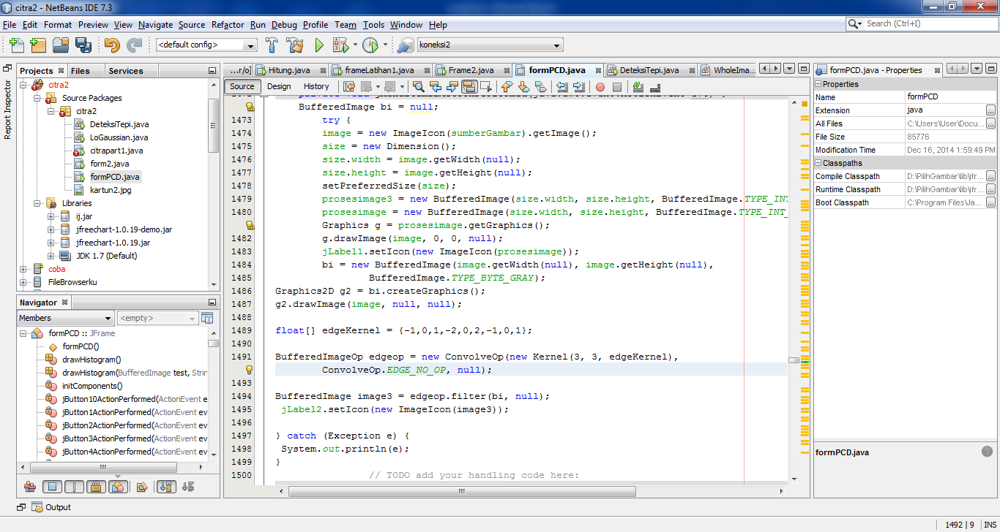 citra2 - NetBeans IDE 7.3
File Edit Format Preview View Navigate Source Refactor Run Debug Profile Team Tools Window Help
Search (Ctrl+I)
<default config>
koneksi2
Report Inspector
Projects Files Services
citra2
Source Packages
citra2
DeteksiTepi.java
LoGaussian.java
citrapart1.java
form2.java
formPCD.java
kartun2.jpg
Libraries
ij.jar
jfreechart-1.0.19-demo.jar
jfreechart-1.0.19.jar
JDK 1.7 (Default)
coba
FileBrowserku
Navigator
Members <empty>
formPCD :: JFrame
formPCD()
drawHistogram()
drawHistogram(BufferedImage test, Strin
initComponents()
jButton10ActionPerformed(ActionEvent e
jButton1ActionPerformed(ActionEvent ev
jButton2ActionPerformed(ActionEvent ev
jButton3ActionPerformed(ActionEvent ev
jButton4ActionPerformed(ActionEvent ev
Output
...r/o] Hitung.java frameLatihan1.java Frame2.java formPCD.java DeteksiTepi.java WholeIma...
Source Design History
BufferedImage bi = null;
1473 try {
1474 image = new ImageIcon(sumberGambar).getImage();
1475 size = new Dimension();
1476 size.width = image.getWidth(null);
1477 size.height = image.getHeight(null);
1478 setPreferredSize(size);
1479 prosesimage3 = new BufferedImage(size.width, size.height, BufferedImage.TYPE_INT
1480 prosesimage = new BufferedImage(size.width, size.height, BufferedImage.TYPE_INT_
Graphics g = prosesimage.getGraphics();
1482 g.drawImage(image, 0, 0, null);
1483 jLabel1.setIcon(new ImageIcon(prosesimage));
1484 bi = new BufferedImage(image.getWidth(null), image.getHeight(null),
1485 BufferedImage.TYPE_BYTE_GRAY);
1486 Graphics2D g2 = bi.createGraphics();
1487 g2.drawImage(image, null, null);
1488
1489 float[] edgeKernel = {-1,0,1,-2,0,2,-1,0,1};
1490
1491 BufferedImageOp edgeop = new ConvolveOp(new Kernel(3, 3, edgeKernel),
ConvolveOp.EDGE_NO_OP, null);
1493
1494 BufferedImage image3 = edgeop.filter(bi, null);
1495 jLabel2.setIcon(new ImageIcon(image3));
1496
1497 } catch (Exception e) {
1498 System.out.println(e);
1499 }
1500 // TODO add your handling code here:
formPCD.java - Properties
Properties
Name formPCD
Extension java
All Files C:\Users\User\Docu...
File Size 85776
Modification Time Dec 16, 2014 1:59:49 PM
Classpaths
Compile Classpath D:\PilihGambar\lib\jfr...
Runtime Classpath D:\PilihGambar\lib\jfr...
Boot Classpath C:\Program Files\Ja...
formPCD.java
1492 | 9 INS